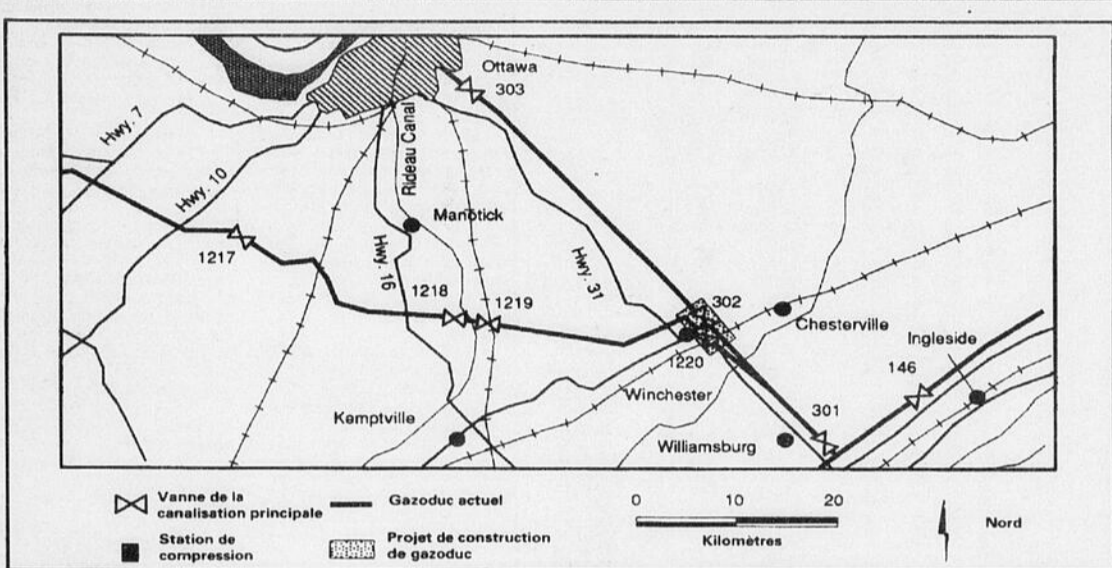 Ottawa
303
Hwy. 7
Hwy. 10
Rideau Canal
Manotick
1217
Hwy. 16
1218
1219
Hwy. 31
302
Chesterville
Ingleside
1220
146
Winchester
Kemptville
301
Williamsburg
Vanne de la
canalisation principale
Gazoduc actuel
0 10 20
Kilomètres
Nord
Station de
compression
Projet de construction
de gazoduc